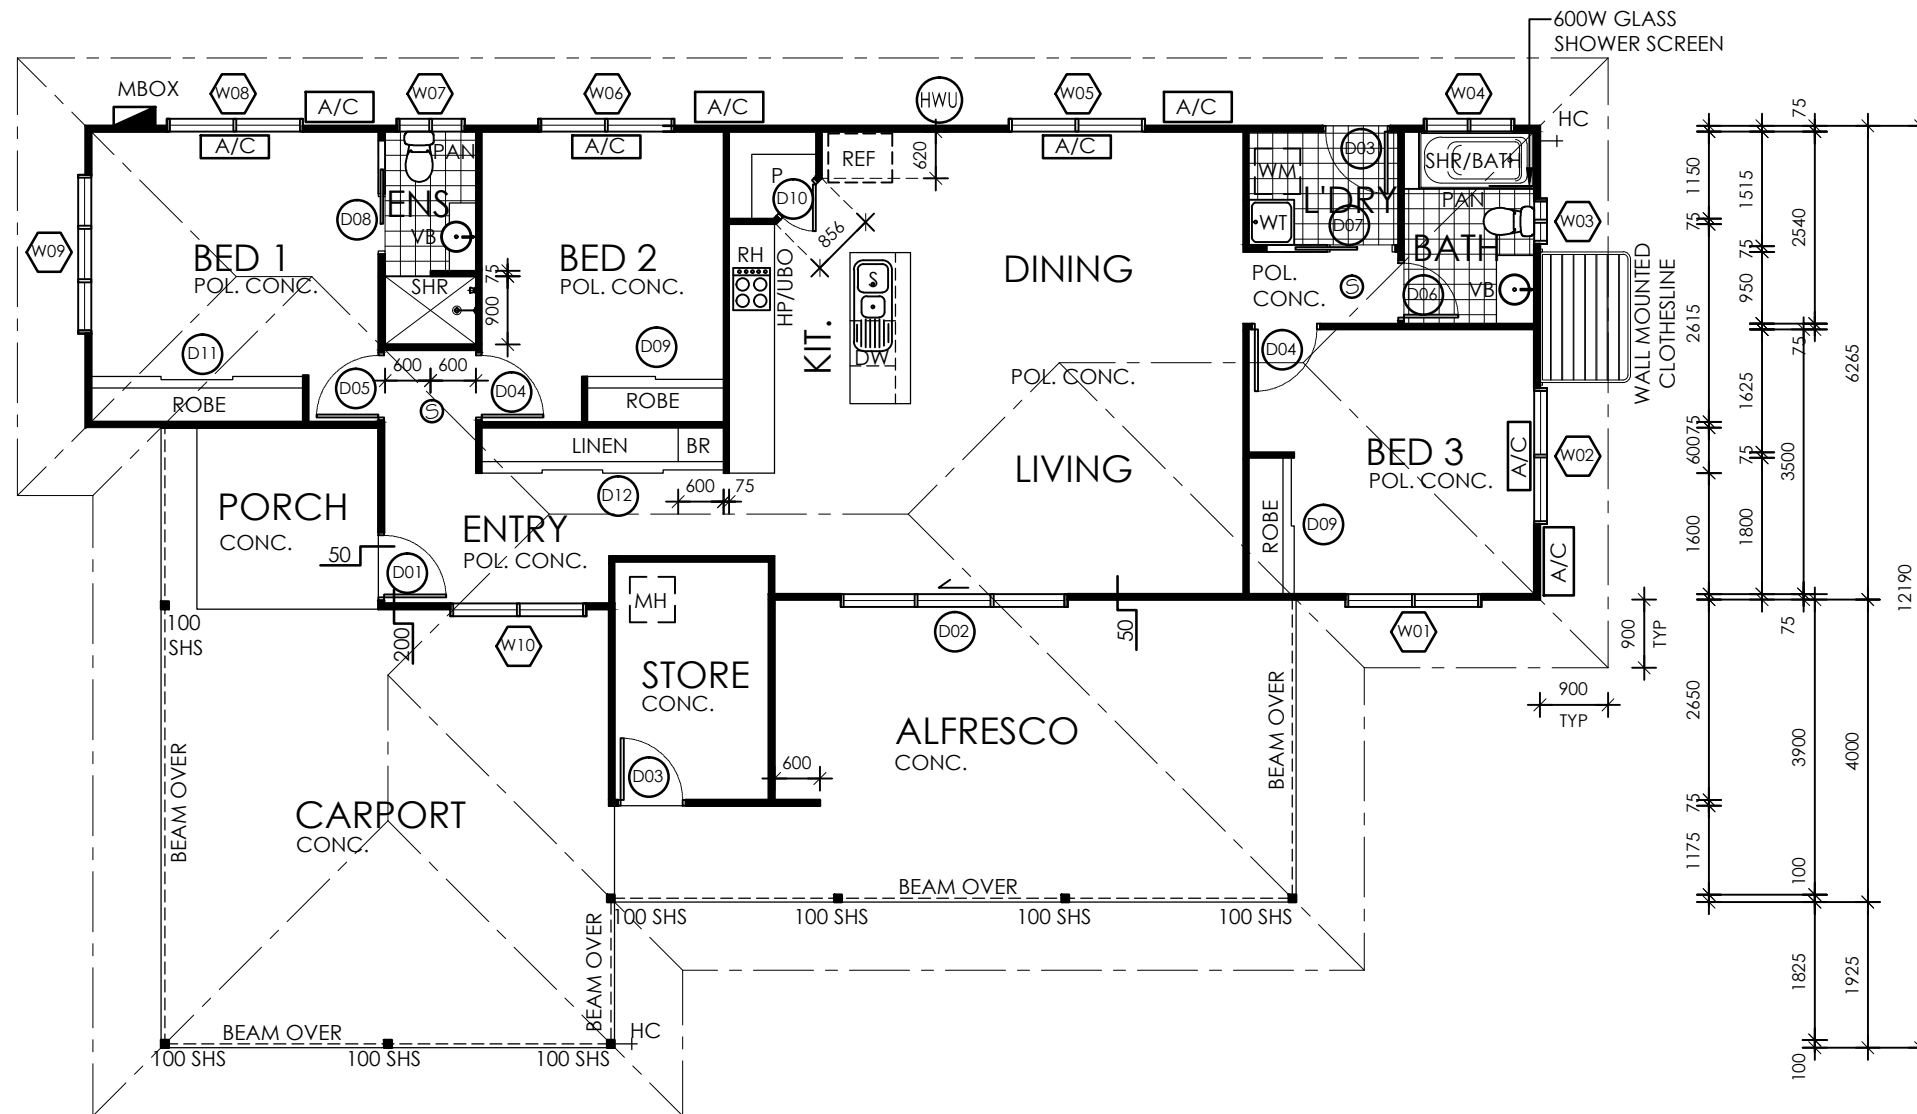 600W GLASS
SHOWER SCREEN
MBOX
W08
A/C
W07
W06
A/C
HWU
W05
A/C
W04
HC
A/C
PAN
A/C
REF
620
A/C
WM
D03
SHR/BATH
P
D10
L'DRY
PAN
D08
ENS
VB
WT
D07
W03
W09
BED 1
POL. CONC.
BED 2
POL. CONC.
856
DINING
BATH
RH
S
POL.
CONC.
S
D06
VB
SHR
75
900
HP/UBO
WALL MOUNTED
CLOTHESLINE
KIT.
DW
D11
D09
D04
D05
600
600
D04
S
POL. CONC.
ROBE
ROBE
LINEN
BR
LIVING
BED 3
POL. CONC.
A/C
W02
D12
600
75
PORCH
CONC.
ENTRY
POL. CONC.
ROBE
D09
50
D01
A/C
MH
100
SHS
200
W10
D02
50
W01
900
TYP
STORE
CONC.
900
TYP
ALFRESCO
CONC.
BEAM OVER
BEAM OVER
D03
600
CARPORT
CONC.
BEAM OVER
100 SHS
100 SHS
100 SHS
100 SHS
BEAM OVER
BEAM OVER
HC
100 SHS
100 SHS
100 SHS
1150
75
2615
75
600
1600
2650
75
1175
1515
75
950
1625
75
1800
75
2540
75
3500
75
3900
100
1825
100
6265
4000
1925
12190